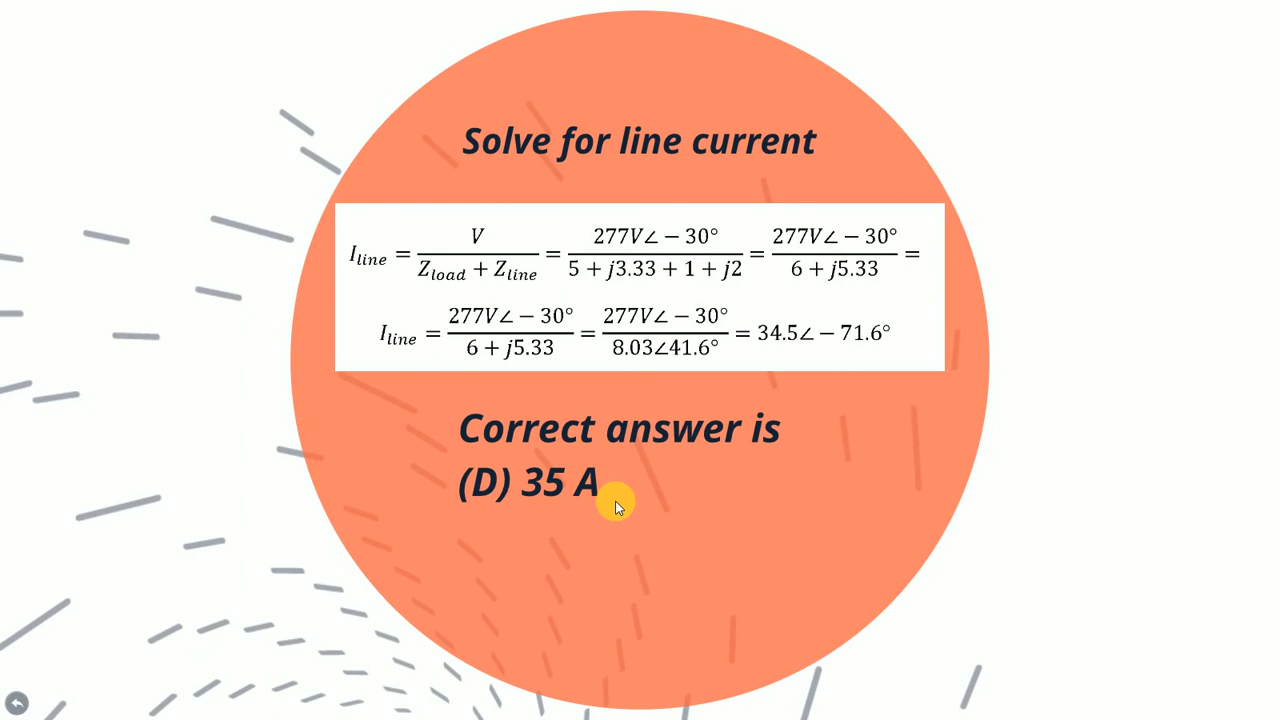 Solve for line current
I_line = V / (Z_load + Z_line) = 277V∠ − 30° / (5 + j3.33 + 1 + j2) = 277V∠ − 30° / (6 + j5.33) =
I_line = 277V∠ − 30° / (6 + j5.33) = 277V∠ − 30° / 8.03∠41.6° = 34.5∠ − 71.6°
Correct answer is
(D) 35 A